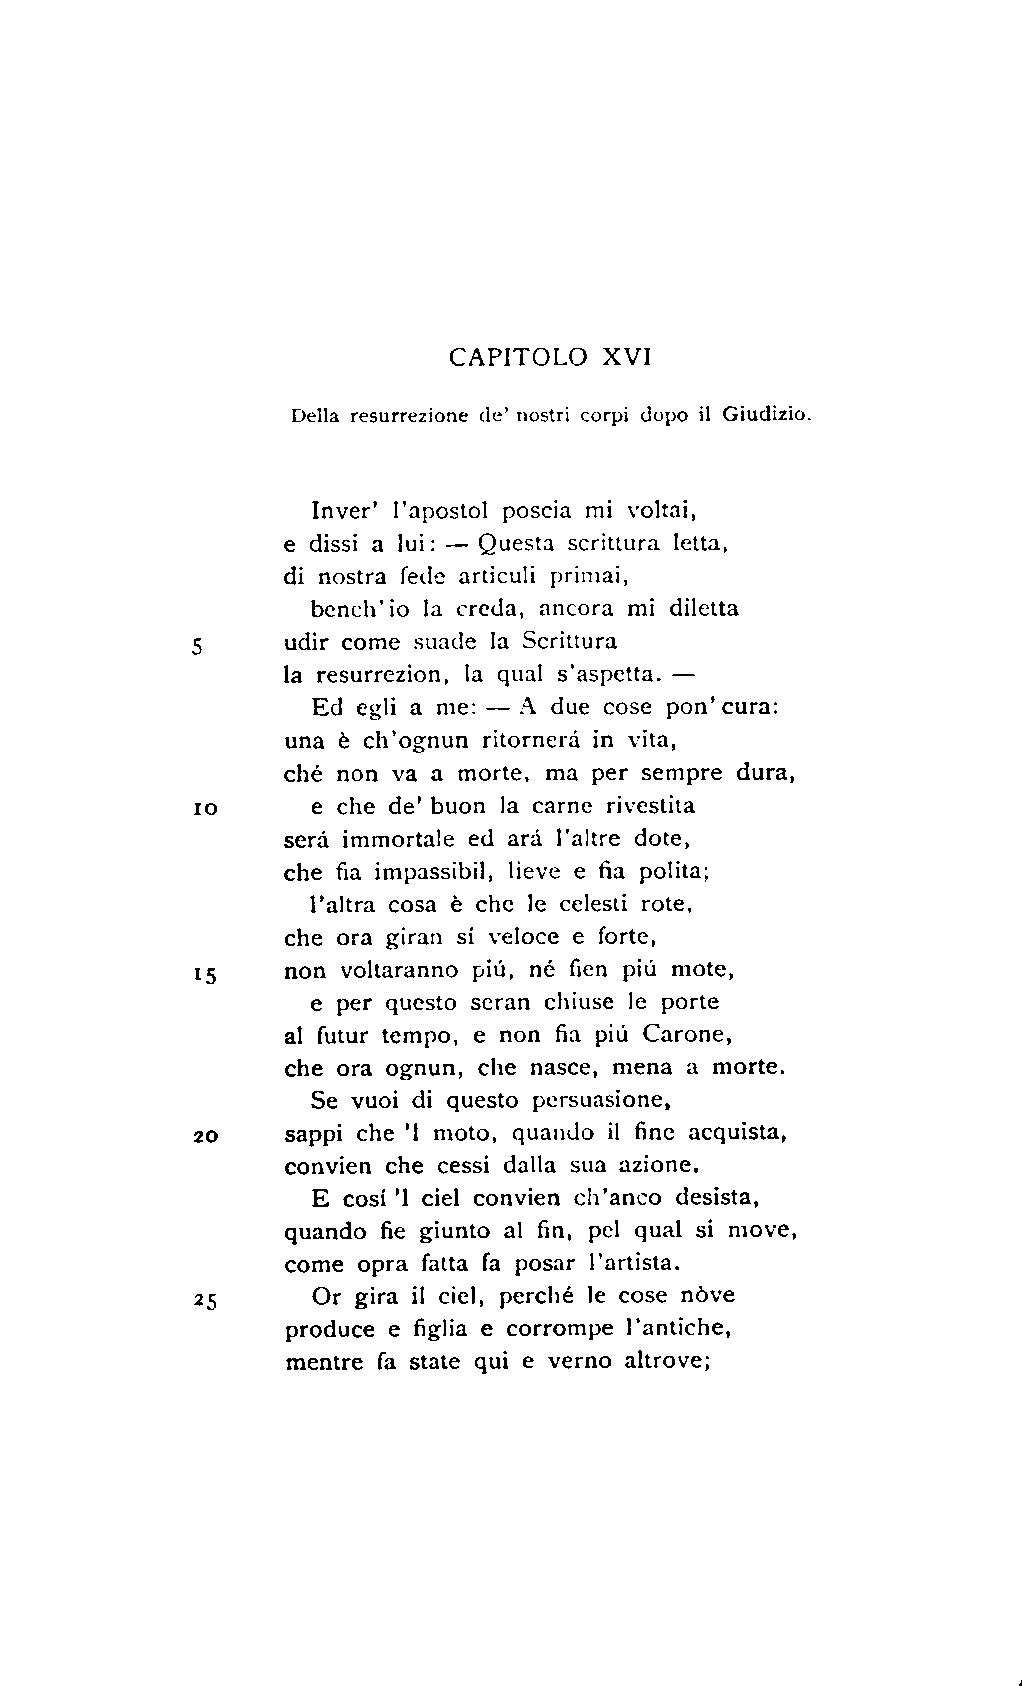 CAPITOLO XVI
Della resurrezione de' nostri corpi dopo il Giudizio.
Inver' l'apostol poscia mi voltai,
e dissi a lui: — Questa scrittura letta,
di nostra fede articuli primai,
bench'io la creda, ancora mi diletta
5 udir come suade la Scrittura
la resurrezion, la qual s'aspetta. —
Ed egli a me: — A due cose pon' cura:
una è ch'ognun ritornerá in vita,
ché non va a morte, ma per sempre dura,
10 e che de' buon la carne rivestita
será immortale ed ará l'altre dote,
che fia impassibil, lieve e fia polita;
l'altra cosa è che le celesti rote,
che ora giran sí veloce e forte,
15 non voltaranno piú, né fien piú mote,
e per questo seran chiuse le porte
al futur tempo, e non fia piú Carone,
che ora ognun, che nasce, mena a morte.
Se vuoi di questo persuasione,
20 sappi che 'l moto, quando il fine acquista,
convien che cessi dalla sua azione.
E cosí 'l ciel convien ch'anco desista,
quando fie giunto al fin, pel qual si move,
come opra fatta fa posar l'artista.
25 Or gira il ciel, perché le cose nòve
produce e figlia e corrompe l'antiche,
mentre fa state qui e verno altrove;